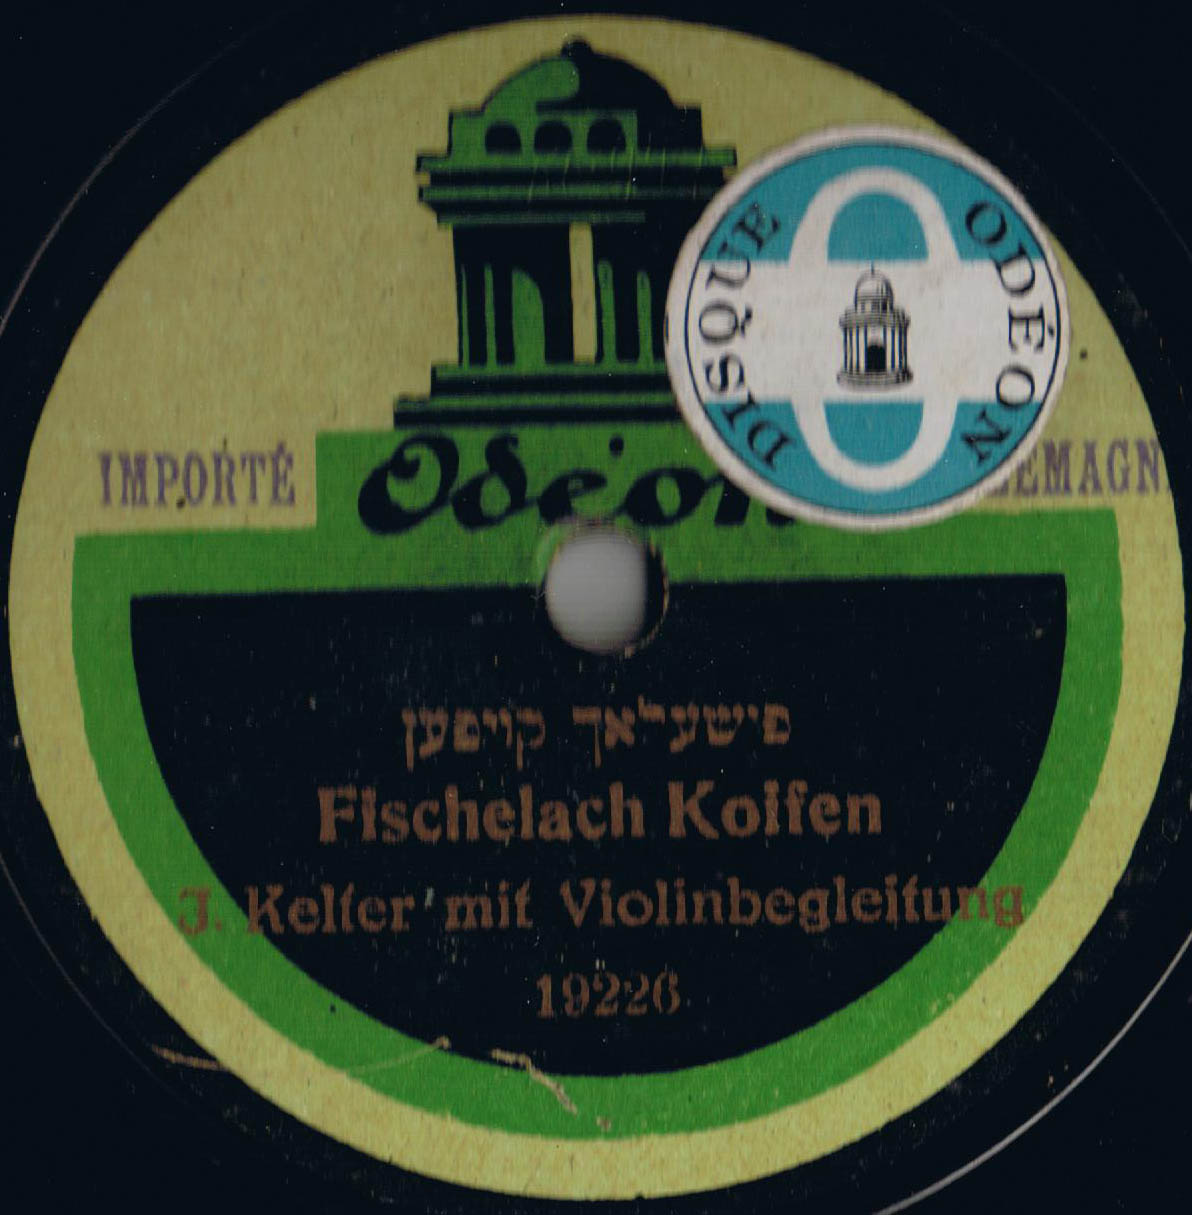 DISQUE ODÉON
IMPORTÉ
Odéon
פישעלאך קויפען
Fischelach Koifen
J. Kelter mit Violinbegleitung
19226